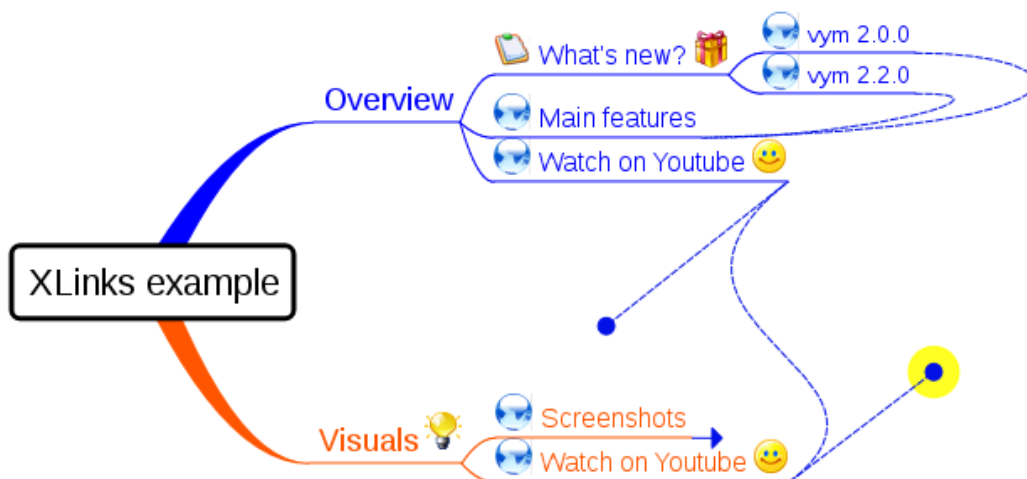 vym 2.0.0
What's new?
vym 2.2.0
Overview
Main features
Watch on Youtube
XLinks example
Screenshots
Visuals
Watch on Youtube